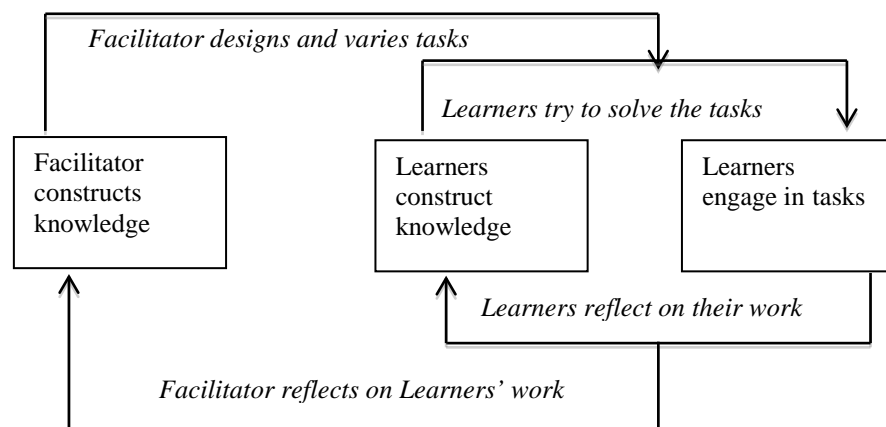 Facilitator designs and varies tasks
Learners try to solve the tasks
Facilitator
constructs
knowledge
Learners
construct
knowledge
Learners
engage in tasks
Learners reflect on their work
Facilitator reflects on Learners’ work